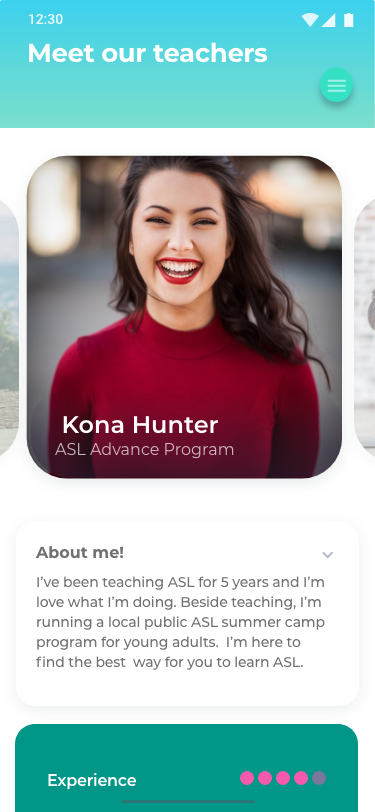 12:30
Meet our teachers
Kona Hunter
ASL Advance Program
About me!
I’ve been teaching ASL for 5 years and I’m
love what I’m doing. Beside teaching, I’m
running a local public ASL summer camp
program for young adults. I’m here to
find the best way for you to learn ASL.
Experience